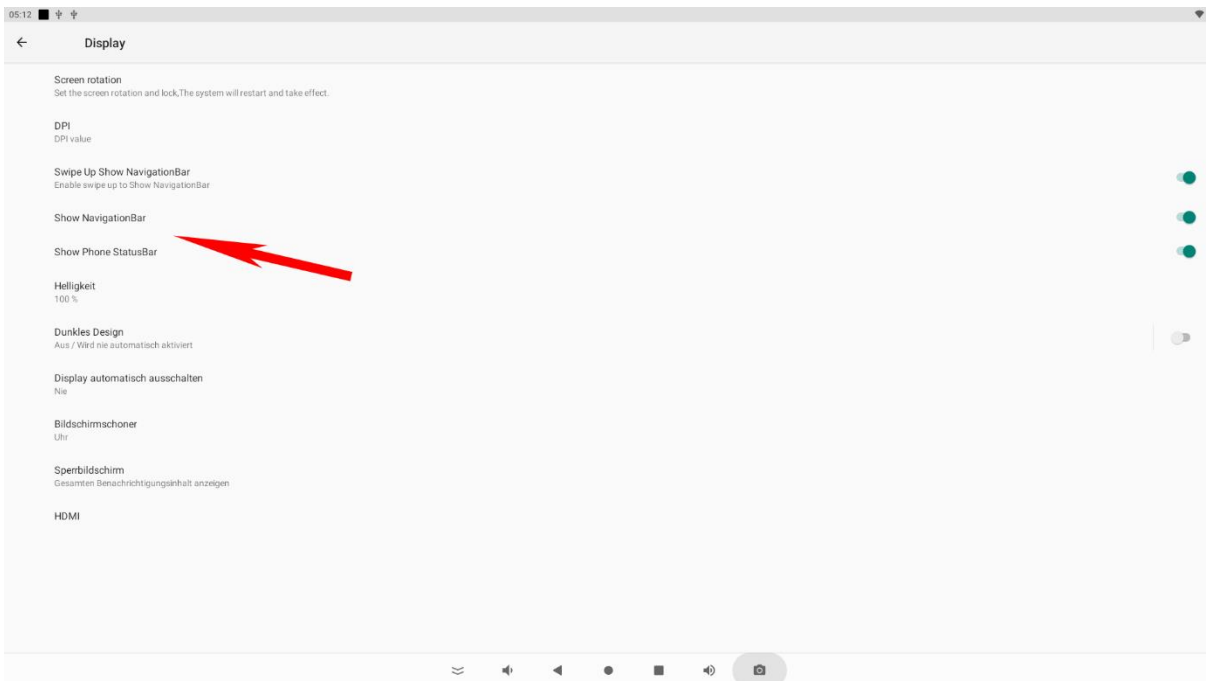 05:12
Display
Screen rotation
Set the screen rotation and lock,The system will restart and take effect.
DPI
DPI value
Swipe Up Show NavigationBar
Enable swipe up to Show NavigationBar
Show NavigationBar
Show Phone StatusBar
Helligkeit
100 %
Dunkles Design
Aus / Wird nie automatisch aktiviert
Display automatisch ausschalten
Nie
Bildschirmschoner
Uhr
Sperrbildschirm
Gesamten Benachrichtigungsinhalt anzeigen
HDMI